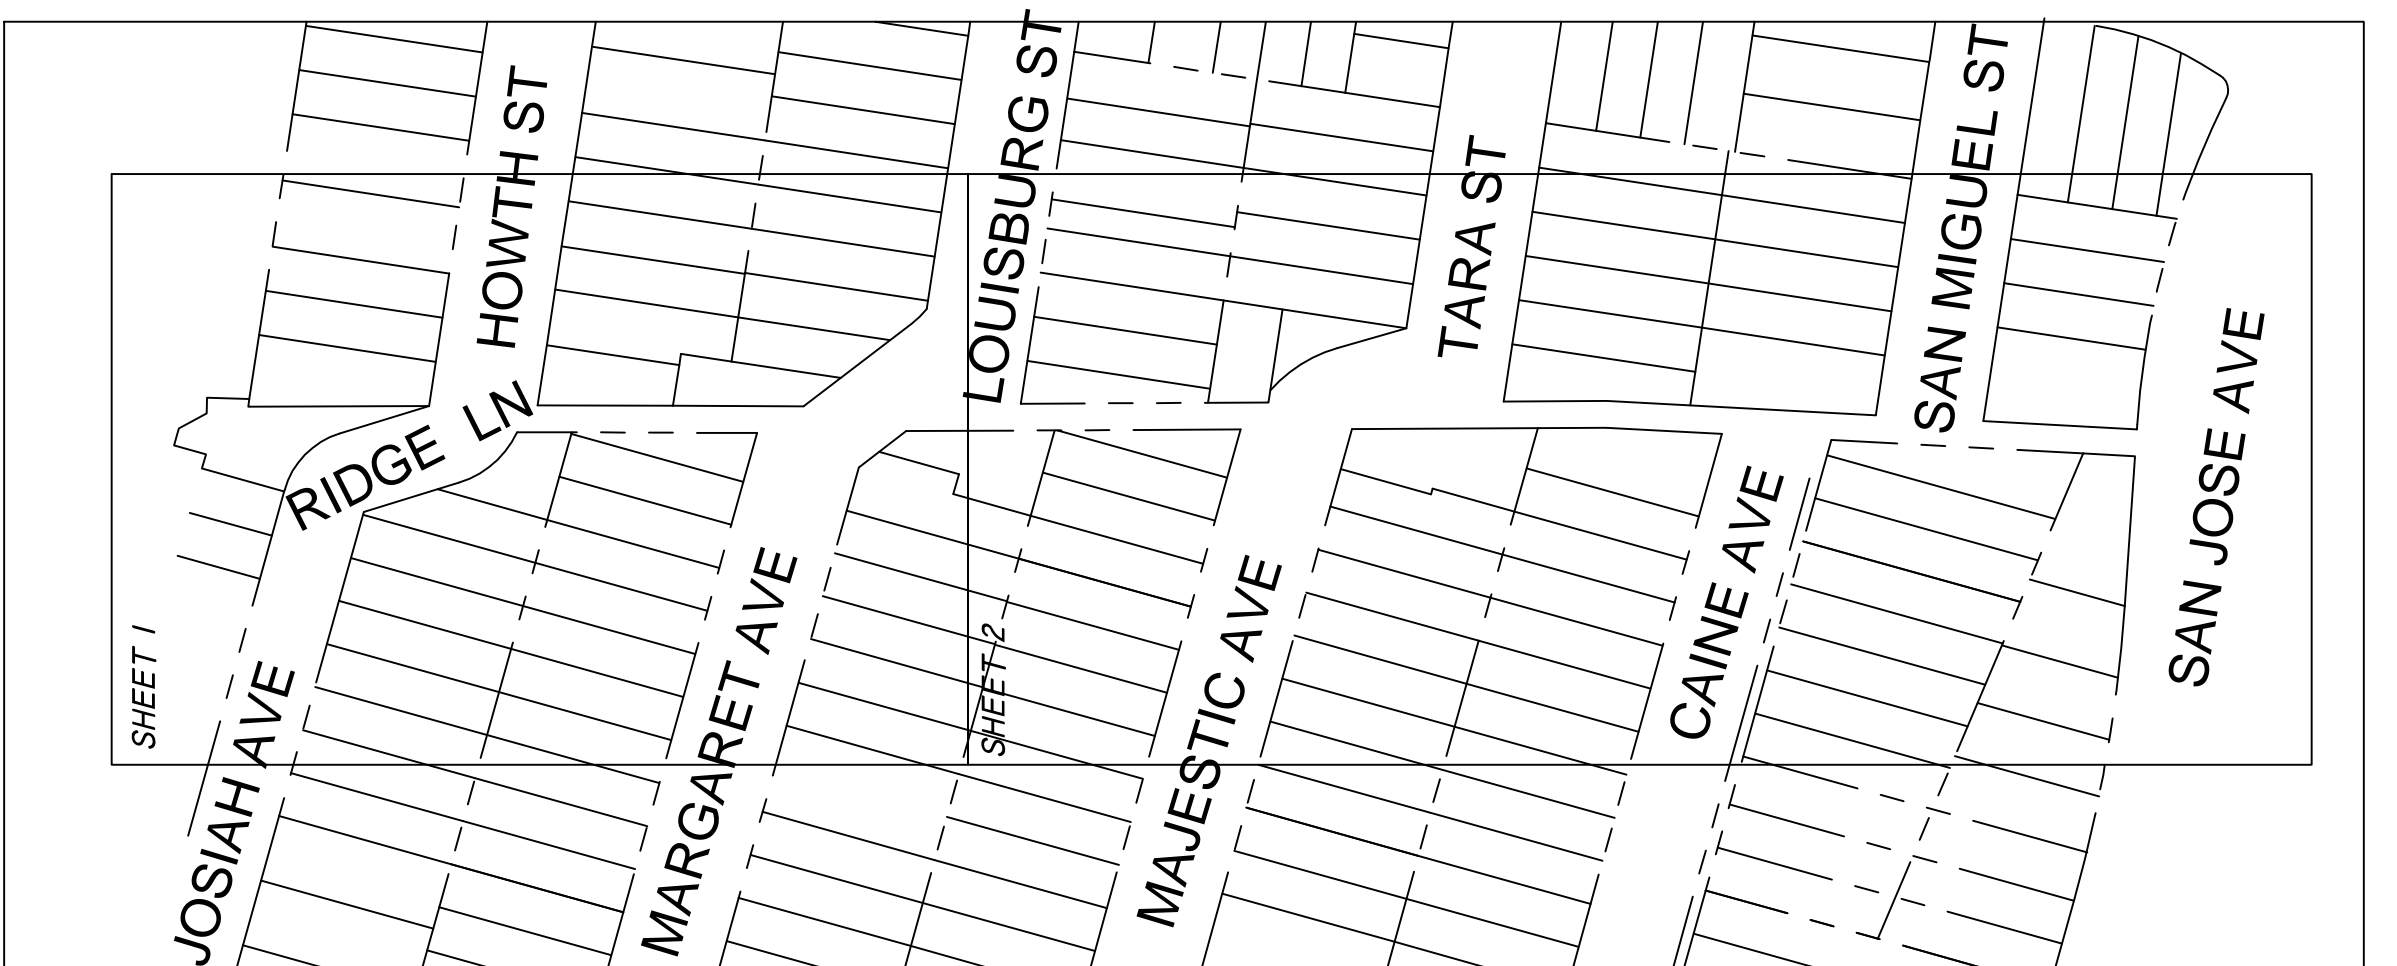 HOWTH ST
LOUISBURG ST
TARA ST
SAN MIGUEL ST
SAN JOSE AVE
RIDGE LN
CAINE AVE
MAJESTIC AVE
MARGARET AVE
JOSIAH AVE
SHEET 1
SHEET 2